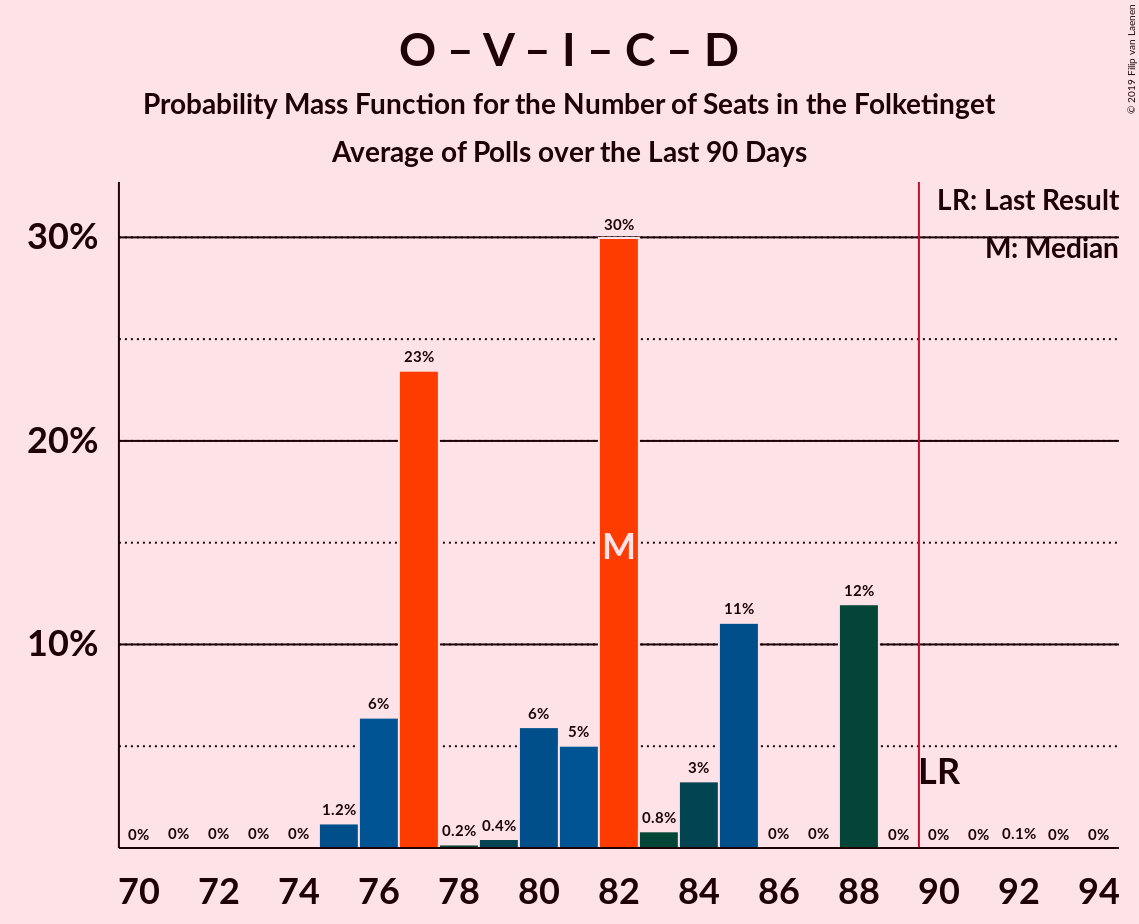 O – V – I – C – D
Probability Mass Function for the Number of Seats in the Folketinget
Average of Polls over the Last 90 Days
© 2019 Filip van Laenen
LR: Last Result
M: Median
30%
20%
10%
0% 0% 0% 0% 0% 1.2% 6% 23% 0.2% 0.4% 6% 5% 30% 0.8% 3% 11% 0% 0% 12% 0% 0% 0% 0.1% 0% 0%
M
LR
70 72 74 76 78 80 82 84 86 88 90 92 94